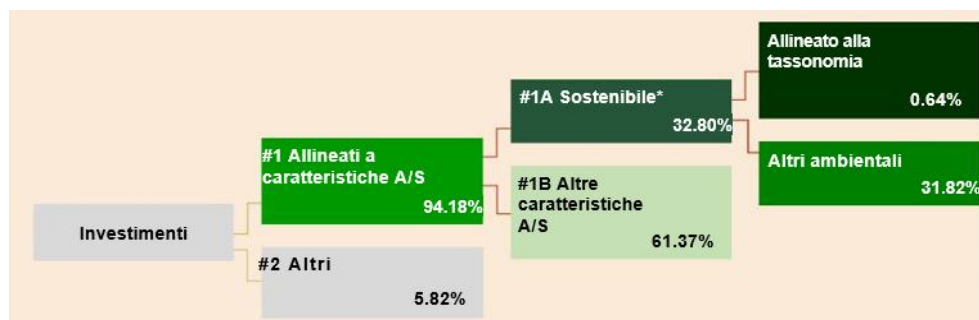 Investimenti
#1 Allineati a
caratteristiche A/S
94.18%
#2 Altri
5.82%
#1A Sostenibile*
32.80%
#1B Altre
caratteristiche
A/S
61.37%
Allineato alla
tassonomia
0.64%
Altri ambientali
31.82%